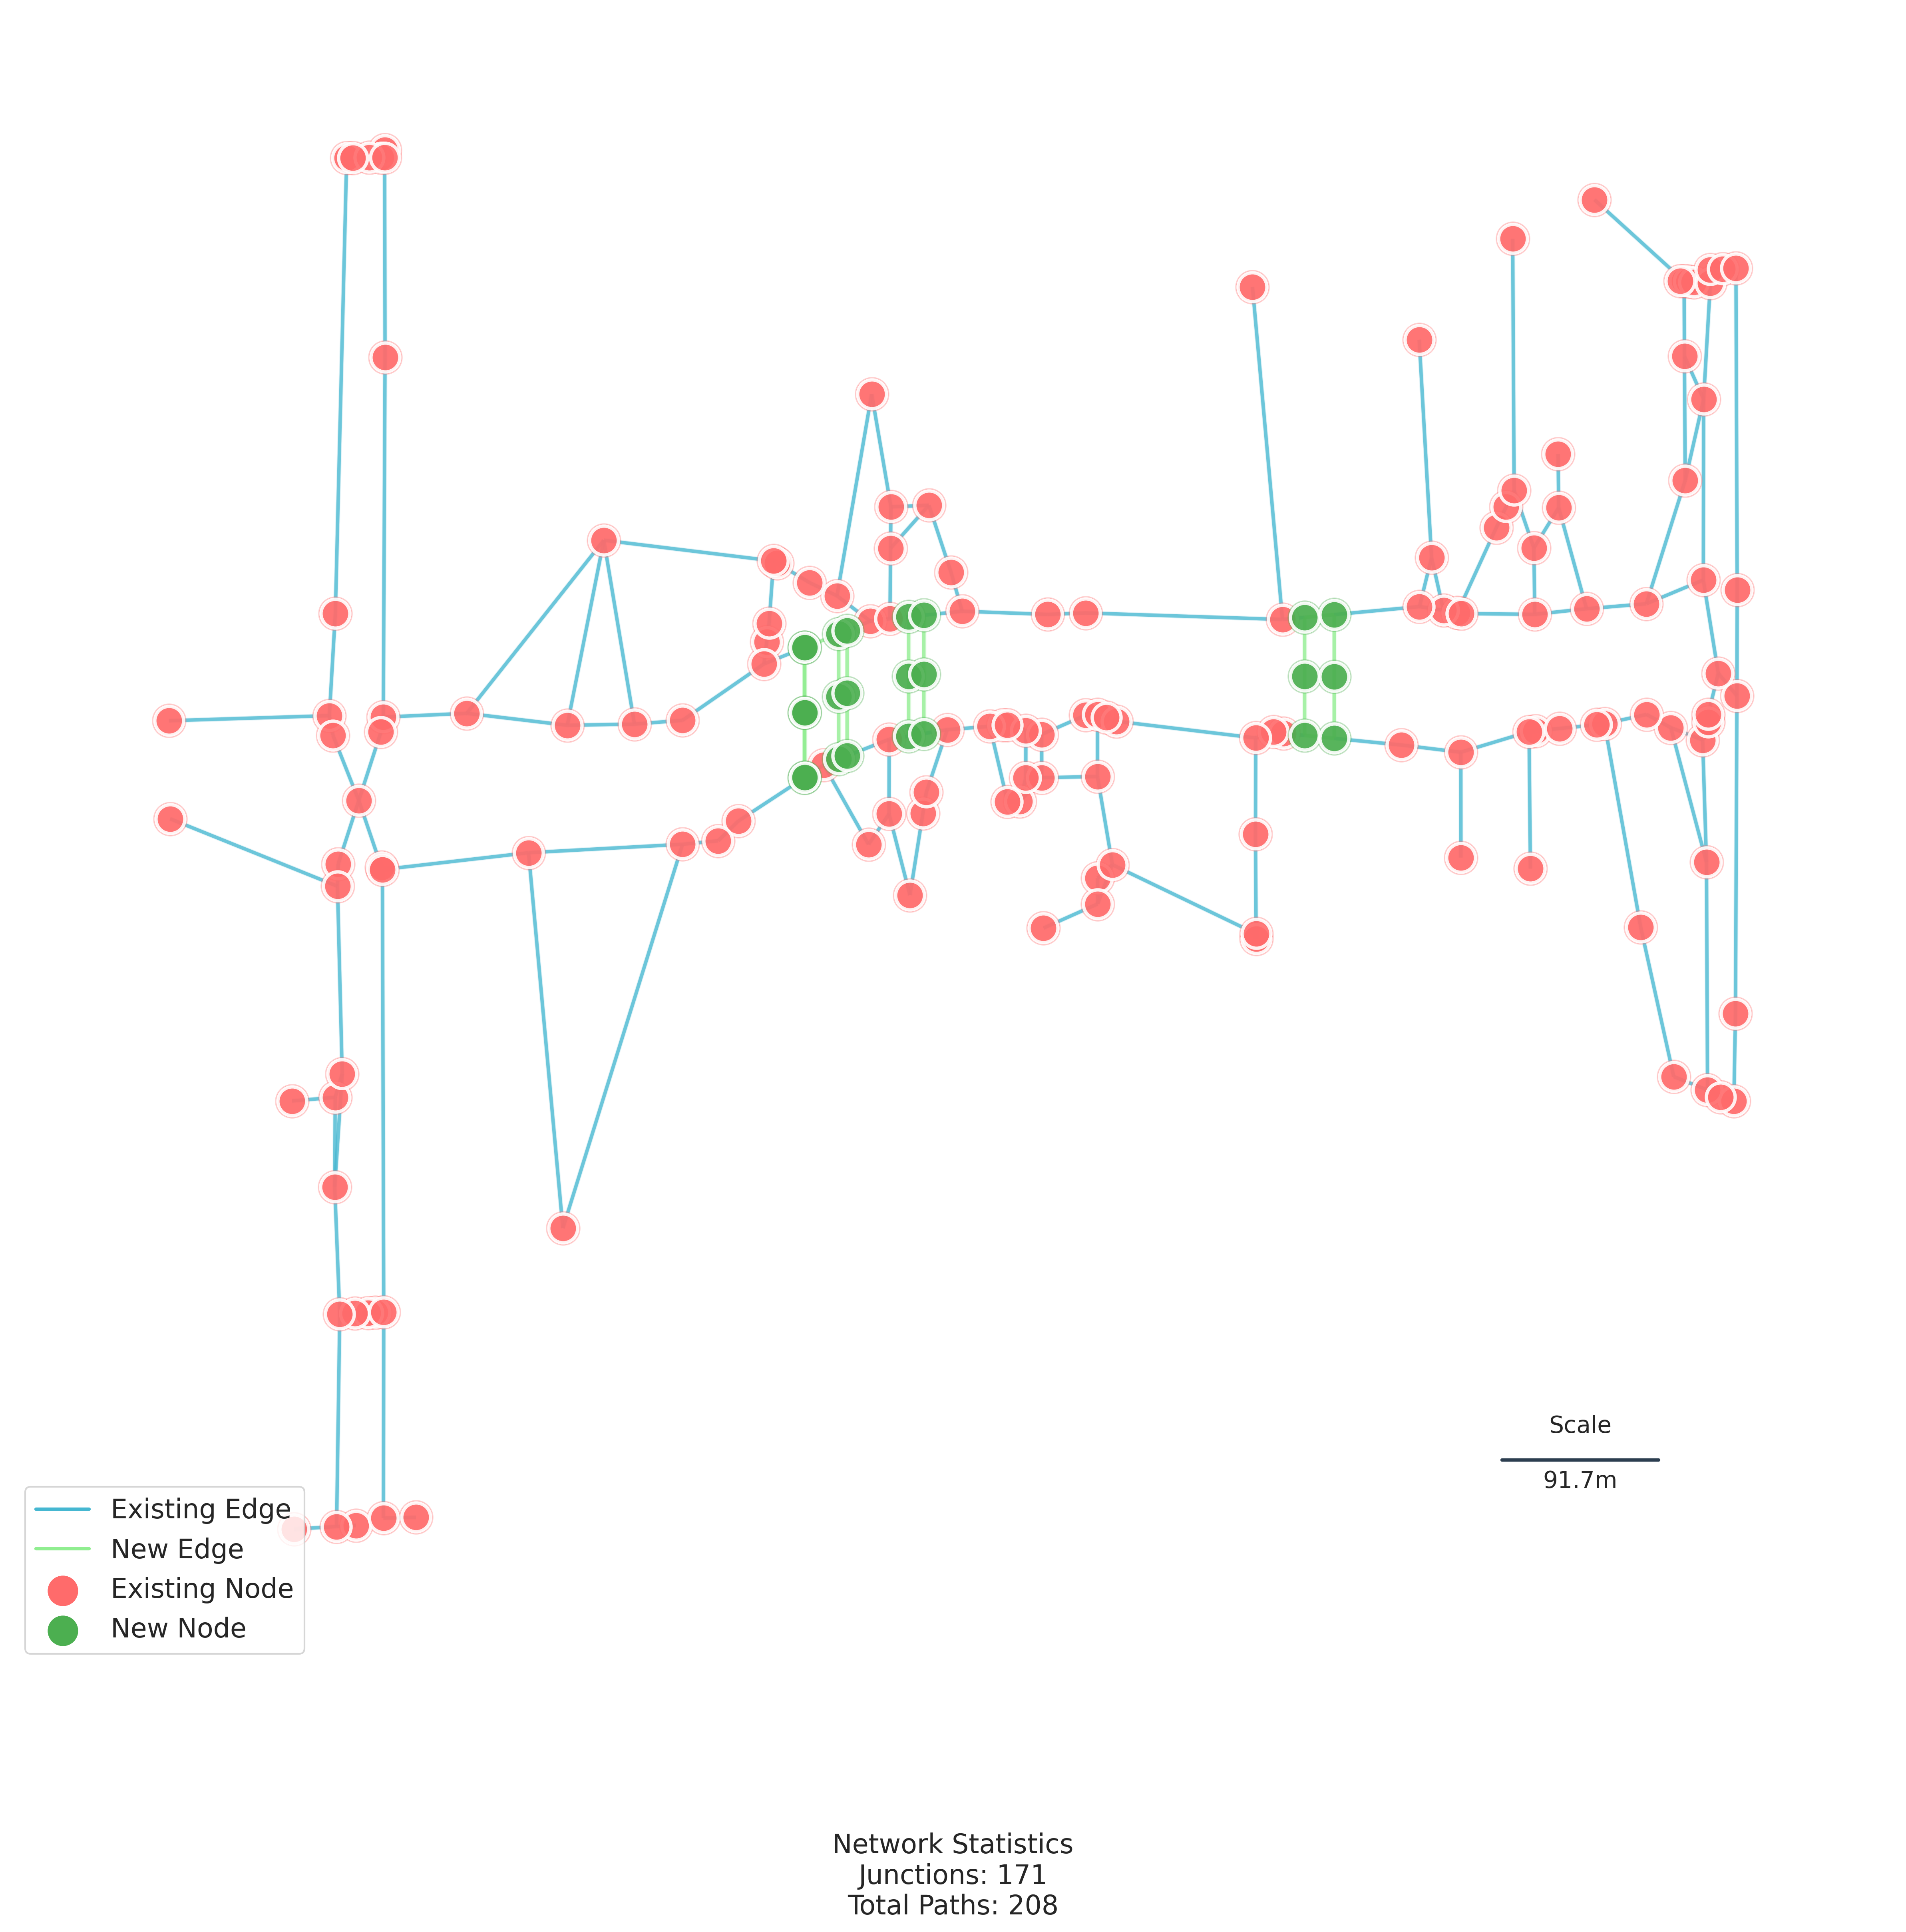 Scale
91.7m
Existing Edge
New Edge
Existing Node
New Node
Network Statistics
Junctions: 171
Total Paths: 208